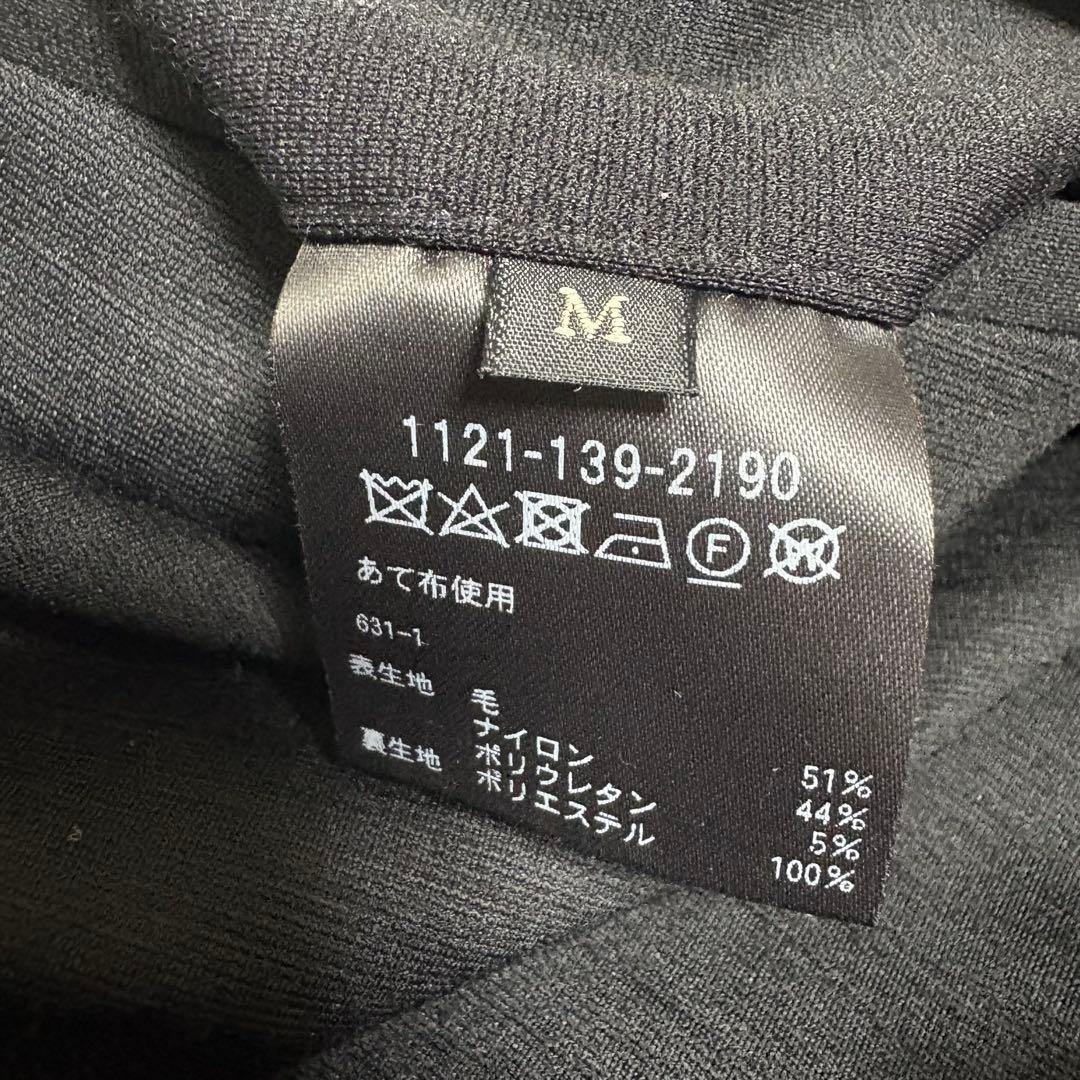 M
1121-139-2190
F
W
あて布使用
631-1
表生地 毛 51%
ナイロン 44%
ポリウレタン 5%
裏生地 ポリエステル 100%